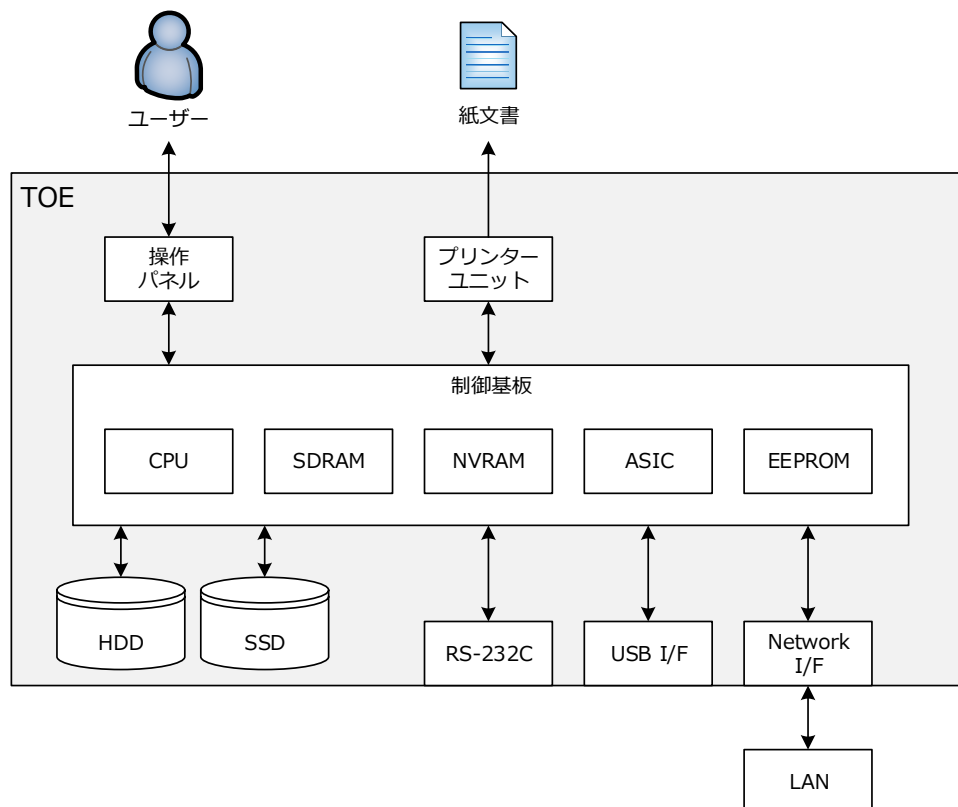 ユーザー
紙文書
TOE
操作
パネル
プリンター
ユニット
制御基板
CPU
SDRAM
NVRAM
ASIC
EEPROM
HDD
SSD
RS-232C
USB I/F
Network
I/F
LAN